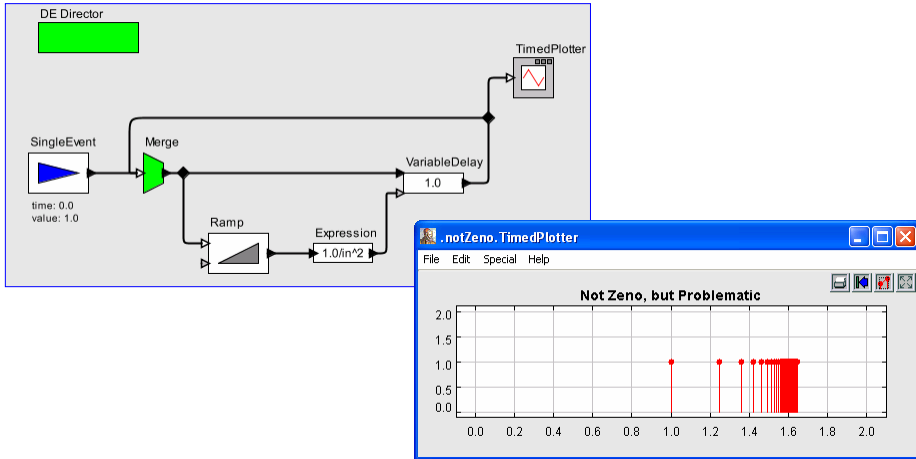 DE Director
TimedPlotter
SingleEvent
Merge
VariableDelay
1.0
time: 0.0
value: 1.0
Ramp
Expression
1.0/in^2
.notZeno.TimedPlotter
File Edit Special Help
Not Zeno, but Problematic
2.0
1.5
1.0
0.5
0.0
0.0 0.2 0.4 0.6 0.8 1.0 1.2 1.4 1.6 1.8 2.0